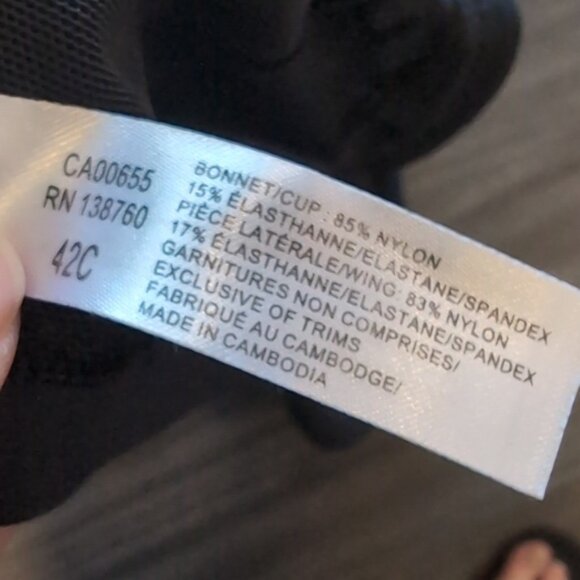 CA00655
RN 138760
42C
BONNET/CUP : 85% NYLON
15% ÉLASTHANNE/ELASTANE/SPANDEX
PIÈCE LATÉRALE/WING: 83% NYLON
17% ÉLASTHANNE/ELASTANE/SPANDEX
GARNITURES NON COMPRISES/
EXCLUSIVE OF TRIMS
FABRIQUÉ AU CAMBODGE/
MADE IN CAMBODIA